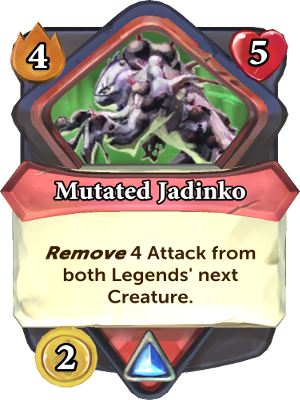 4
5
Mutated Jadinko
Remove 4 Attack from
both Legends' next
Creature.
2